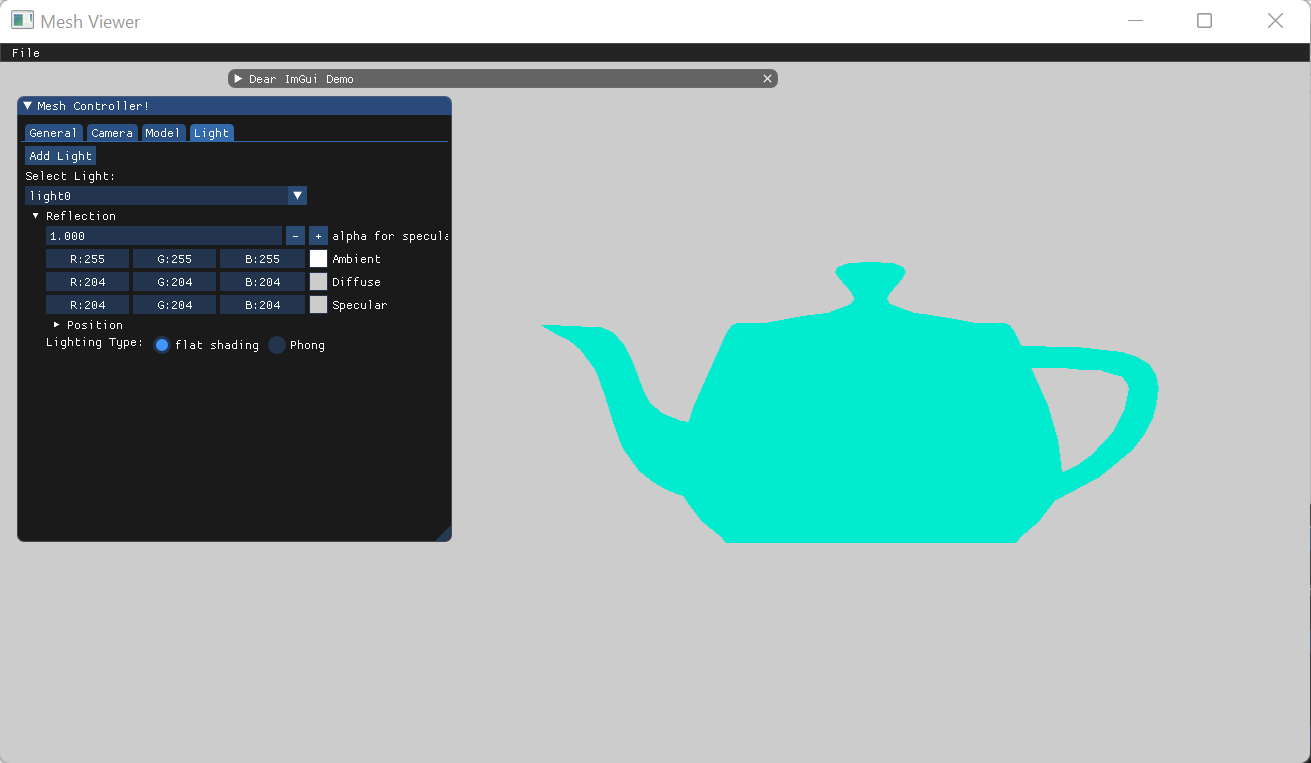 Mesh Viewer
File
Dear ImGui Demo
Mesh Controller!
General Camera Model Light
Add Light
Select Light:
light0
Reflection
1.000 - + alpha for specula
R:255 G:255 B:255 Ambient
R:204 G:204 B:204 Diffuse
R:204 G:204 B:204 Specular
Position
Lighting Type: flat shading Phong